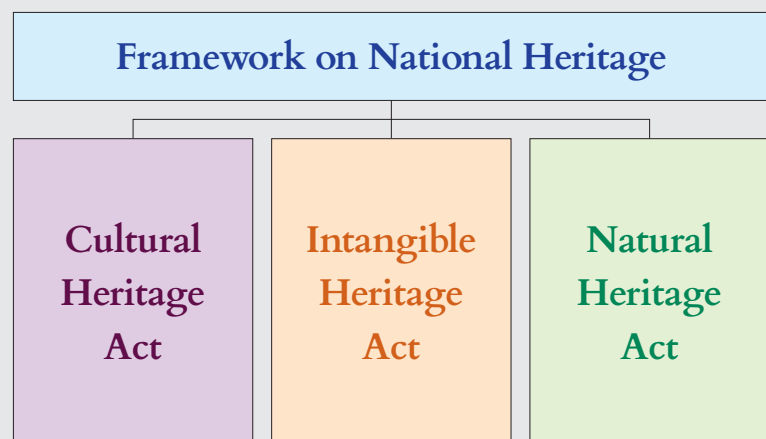 Framework on National Heritage
Cultural
Heritage
Act
Intangible
Heritage
Act
Natural
Heritage
Act